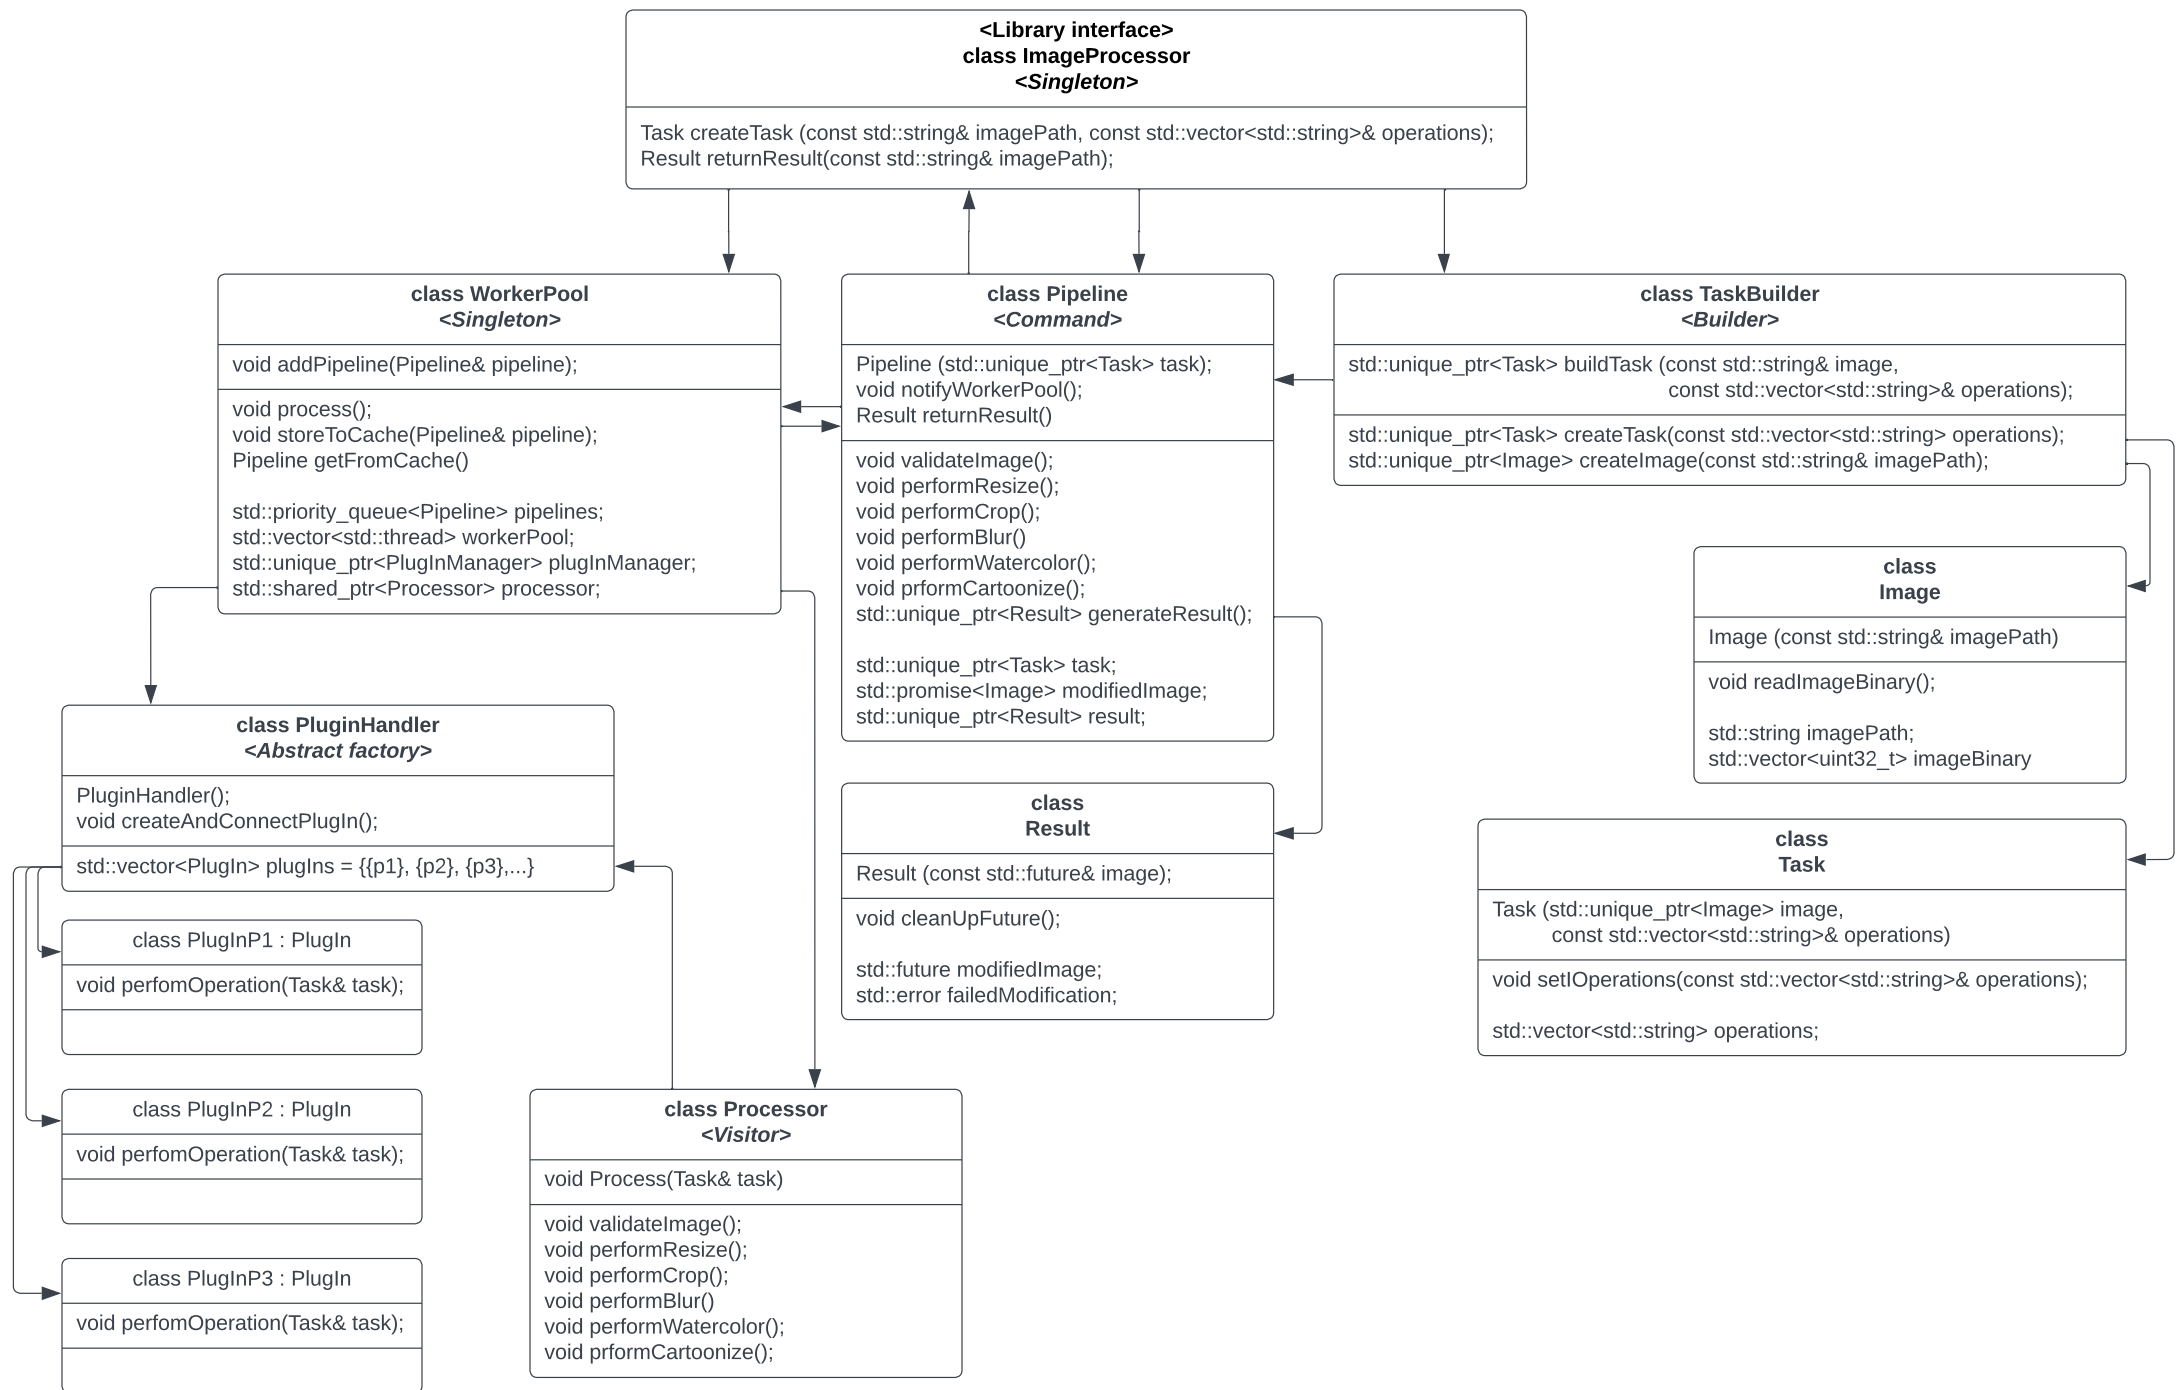 <Library interface>
class ImageProcessor
<Singleton>
Task createTask (const std::string& imagePath, const std::vector<std::string>& operations);
Result returnResult(const std::string& imagePath);
class WorkerPool
<Singleton>
void addPipeline(Pipeline& pipeline);
void process();
void storeToCache(Pipeline& pipeline);
Pipeline getFromCache()
std::priority_queue<Pipeline> pipelines;
std::vector<std::thread> workerPool;
std::unique_ptr<PlugInManager> plugInManager;
std::shared_ptr<Processor> processor;
class Pipeline
<Command>
Pipeline (std::unique_ptr<Task> task);
void notifyWorkerPool();
Result returnResult()
void validateImage();
void performResize();
void performCrop();
void performBlur()
void performWatercolor();
void prformCartoonize();
std::unique_ptr<Result> generateResult();
std::unique_ptr<Task> task;
std::promise<Image> modifiedImage;
std::unique_ptr<Result> result;
class TaskBuilder
<Builder>
std::unique_ptr<Task> buildTask (const std::string& image,
const std::vector<std::string>& operations);
std::unique_ptr<Task> createTask(const std::vector<std::string> operations);
std::unique_ptr<Image> createImage(const std::string& imagePath);
class
Image
Image (const std::string& imagePath)
void readImageBinary();
std::string imagePath;
std::vector<uint32_t> imageBinary
class PluginHandler
<Abstract factory>
PluginHandler();
void createAndConnectPlugIn();
std::vector<PlugIn> plugIns = {{p1}, {p2}, {p3},...}
class
Result
Result (const std::future& image);
void cleanUpFuture();
std::future modifiedImage;
std::error failedModification;
class
Task
Task (std::unique_ptr<Image> image,
const std::vector<std::string>& operations)
void setIOperations(const std::vector<std::string>& operations);
std::vector<std::string> operations;
class PlugInP1 : PlugIn
void perfomOperation(Task& task);
class PlugInP2 : PlugIn
void perfomOperation(Task& task);
class PlugInP3 : PlugIn
void perfomOperation(Task& task);
class Processor
<Visitor>
void Process(Task& task)
void validateImage();
void performResize();
void performCrop();
void performBlur()
void performWatercolor();
void prformCartoonize();